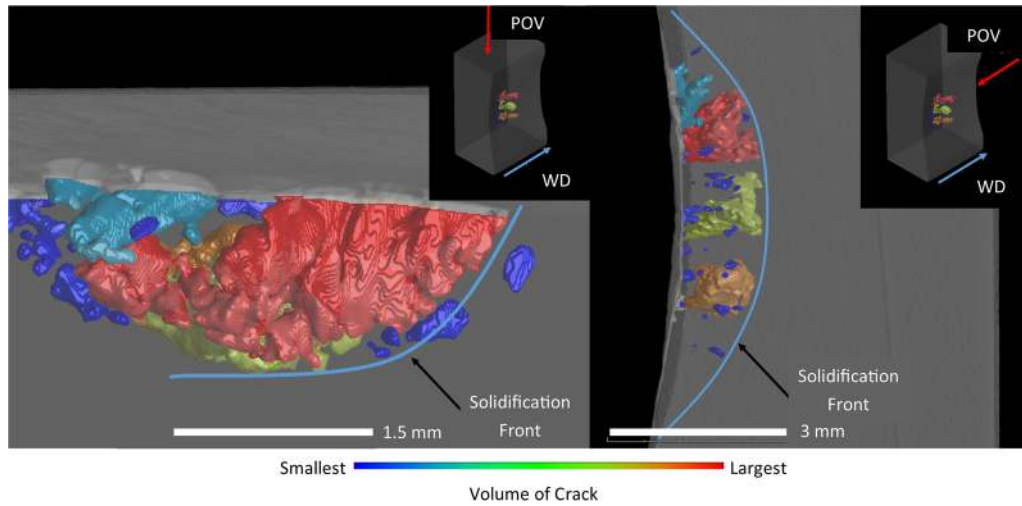 POV
WD
Solidification
Front
1.5 mm
POV
WD
Solidification
Front
3 mm
Smallest
Largest
Volume of Crack